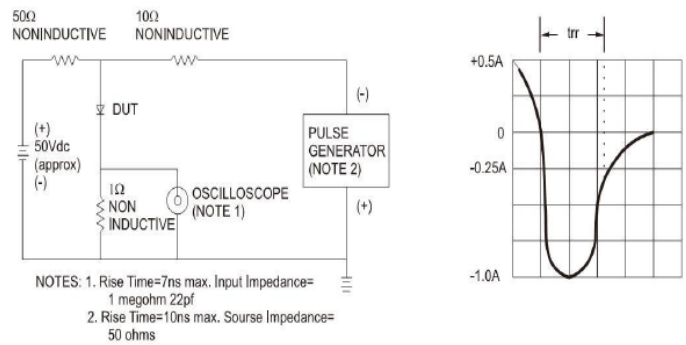 50Ω
NONINDUCTIVE
10Ω
NONINDUCTIVE
DUT
(+)
50Vdc
(approx)
(-)
1Ω
NON
INDUCTIVE
OSCILLOSCOPE
(NOTE 1)
(-)
PULSE
GENERATOR
(NOTE 2)
(+)
NOTES: 1. Rise Time=7ns max. Input Impedance=
1 megohm 22pf
2. Rise Time=10ns max. Sourse Impedance=
50 ohms
trr
+0.5A
0
-0.25A
-1.0A